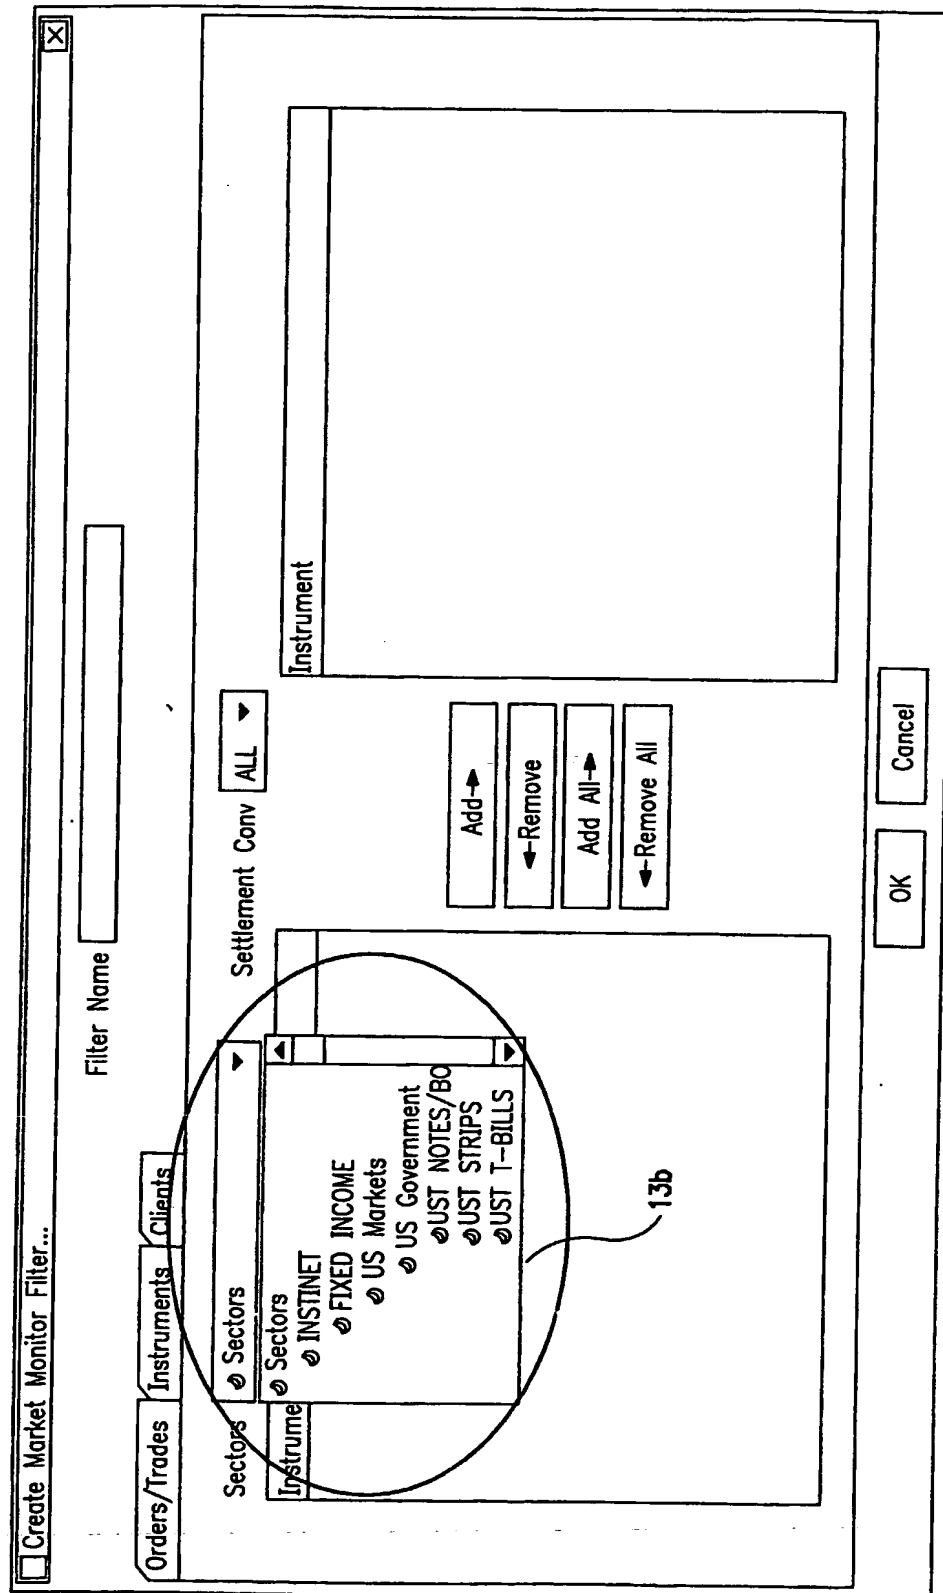 Create Market Monitor Filter...
Filter Name
Orders/Trades
Instruments
Clients
Sectors
Sectors
Settlement Conv
ALL
Instrume
Sectors
INSTINET
FIXED INCOME
US Markets
US Government
UST NOTES/BO
UST STRIPS
UST T-BILLS
Add→
←Remove
Add All→
←Remove All
Instrument
13b
OK
Cancel